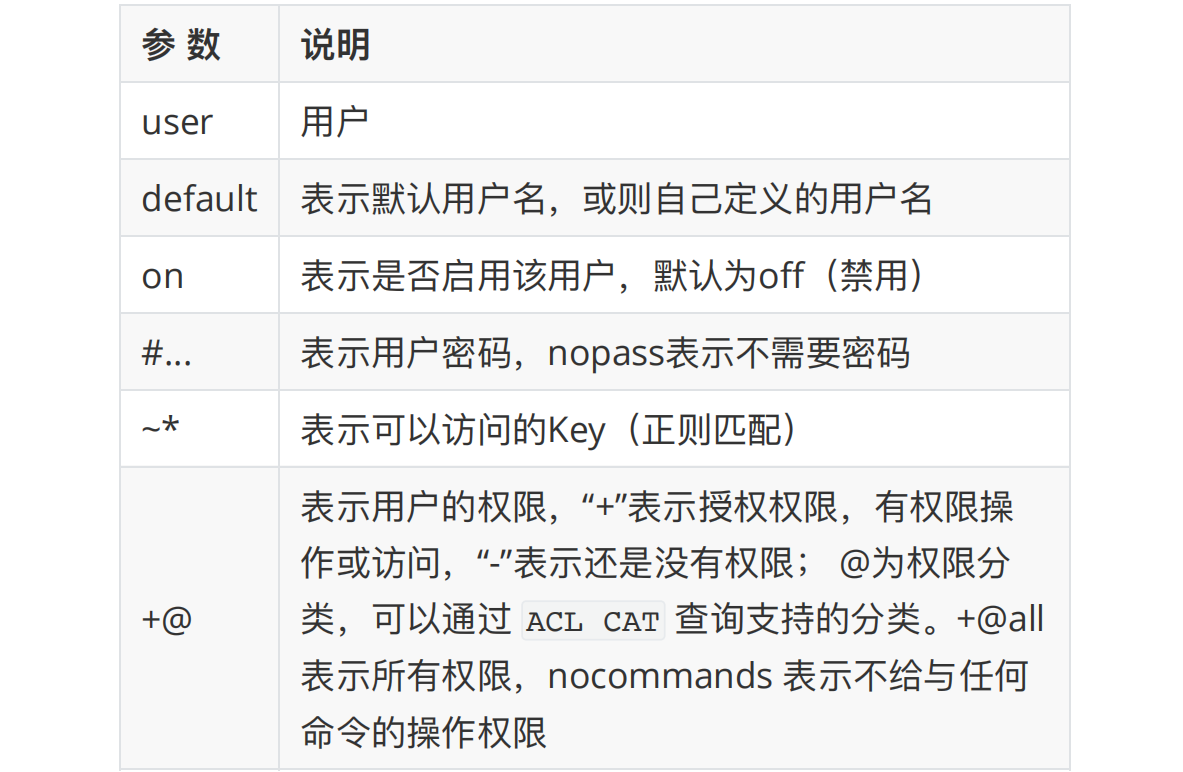 参 数 说明
user 用户
default 表示默认用户名，或则自己定义的用户名
on 表示是否启用该用户，默认为off（禁用）
#... 表示用户密码，nopass表示不需要密码
~* 表示可以访问的Key（正则匹配）
表示用户的权限，“+”表示授权权限，有权限操
作或访问，“-”表示还是没有权限； @为权限分
+@ 类，可以通过 ACL CAT 查询支持的分类。+@all
表示所有权限，nocommands 表示不给与任何
命令的操作权限